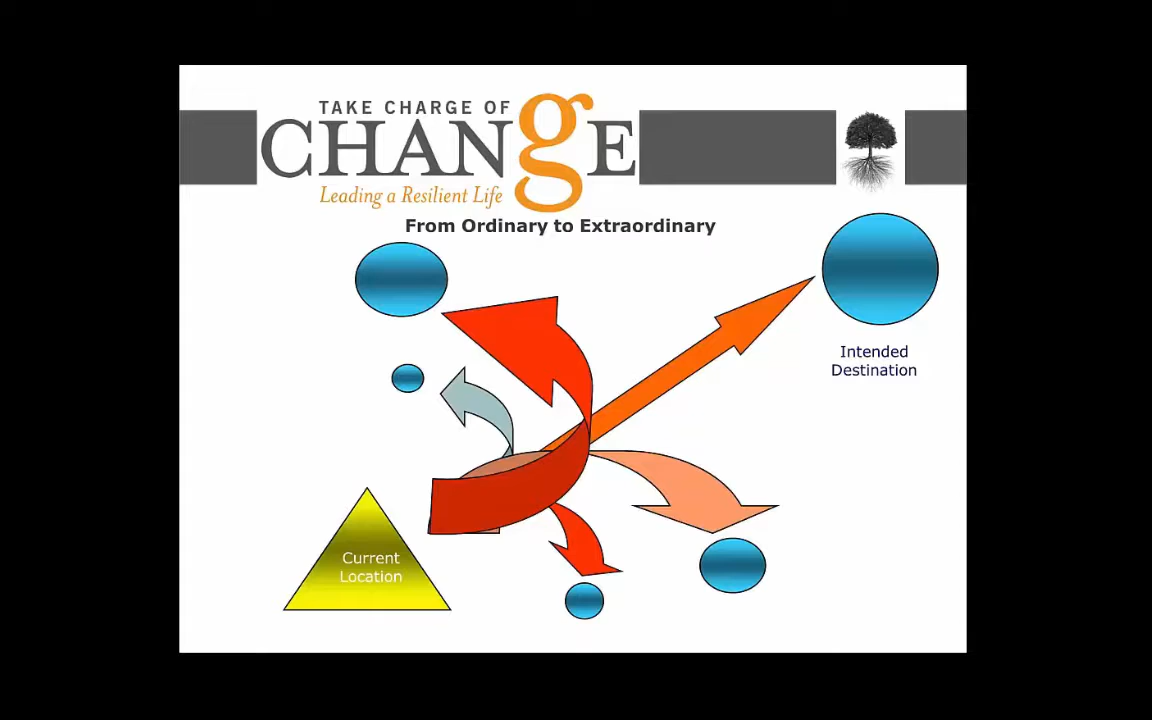 TAKE CHARGE OF
CHANgE
Leading a Resilient Life
From Ordinary to Extraordinary
Intended
Destination
Current
Location